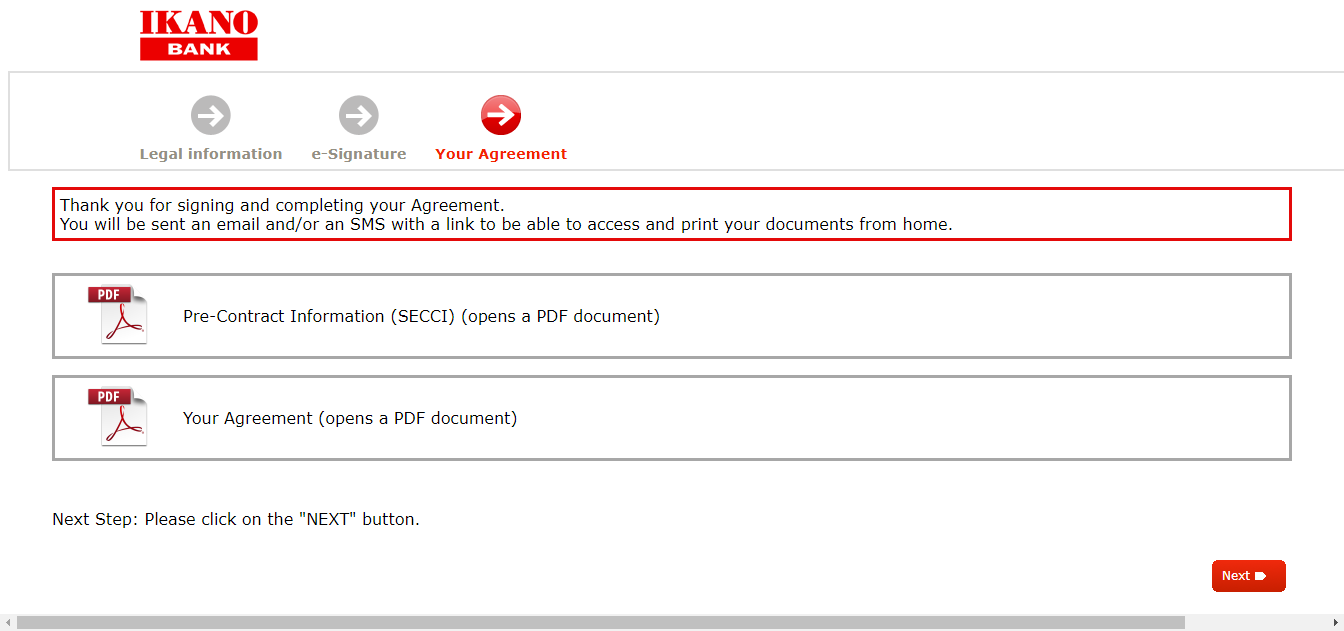 IKANO
BANK
Legal information
e-Signature
Your Agreement
Thank you for signing and completing your Agreement.
You will be sent an email and/or an SMS with a link to be able to access and print your documents from home.
PDF
Pre-Contract Information (SECCI) (opens a PDF document)
PDF
Your Agreement (opens a PDF document)
Next Step: Please click on the "NEXT" button.
Next